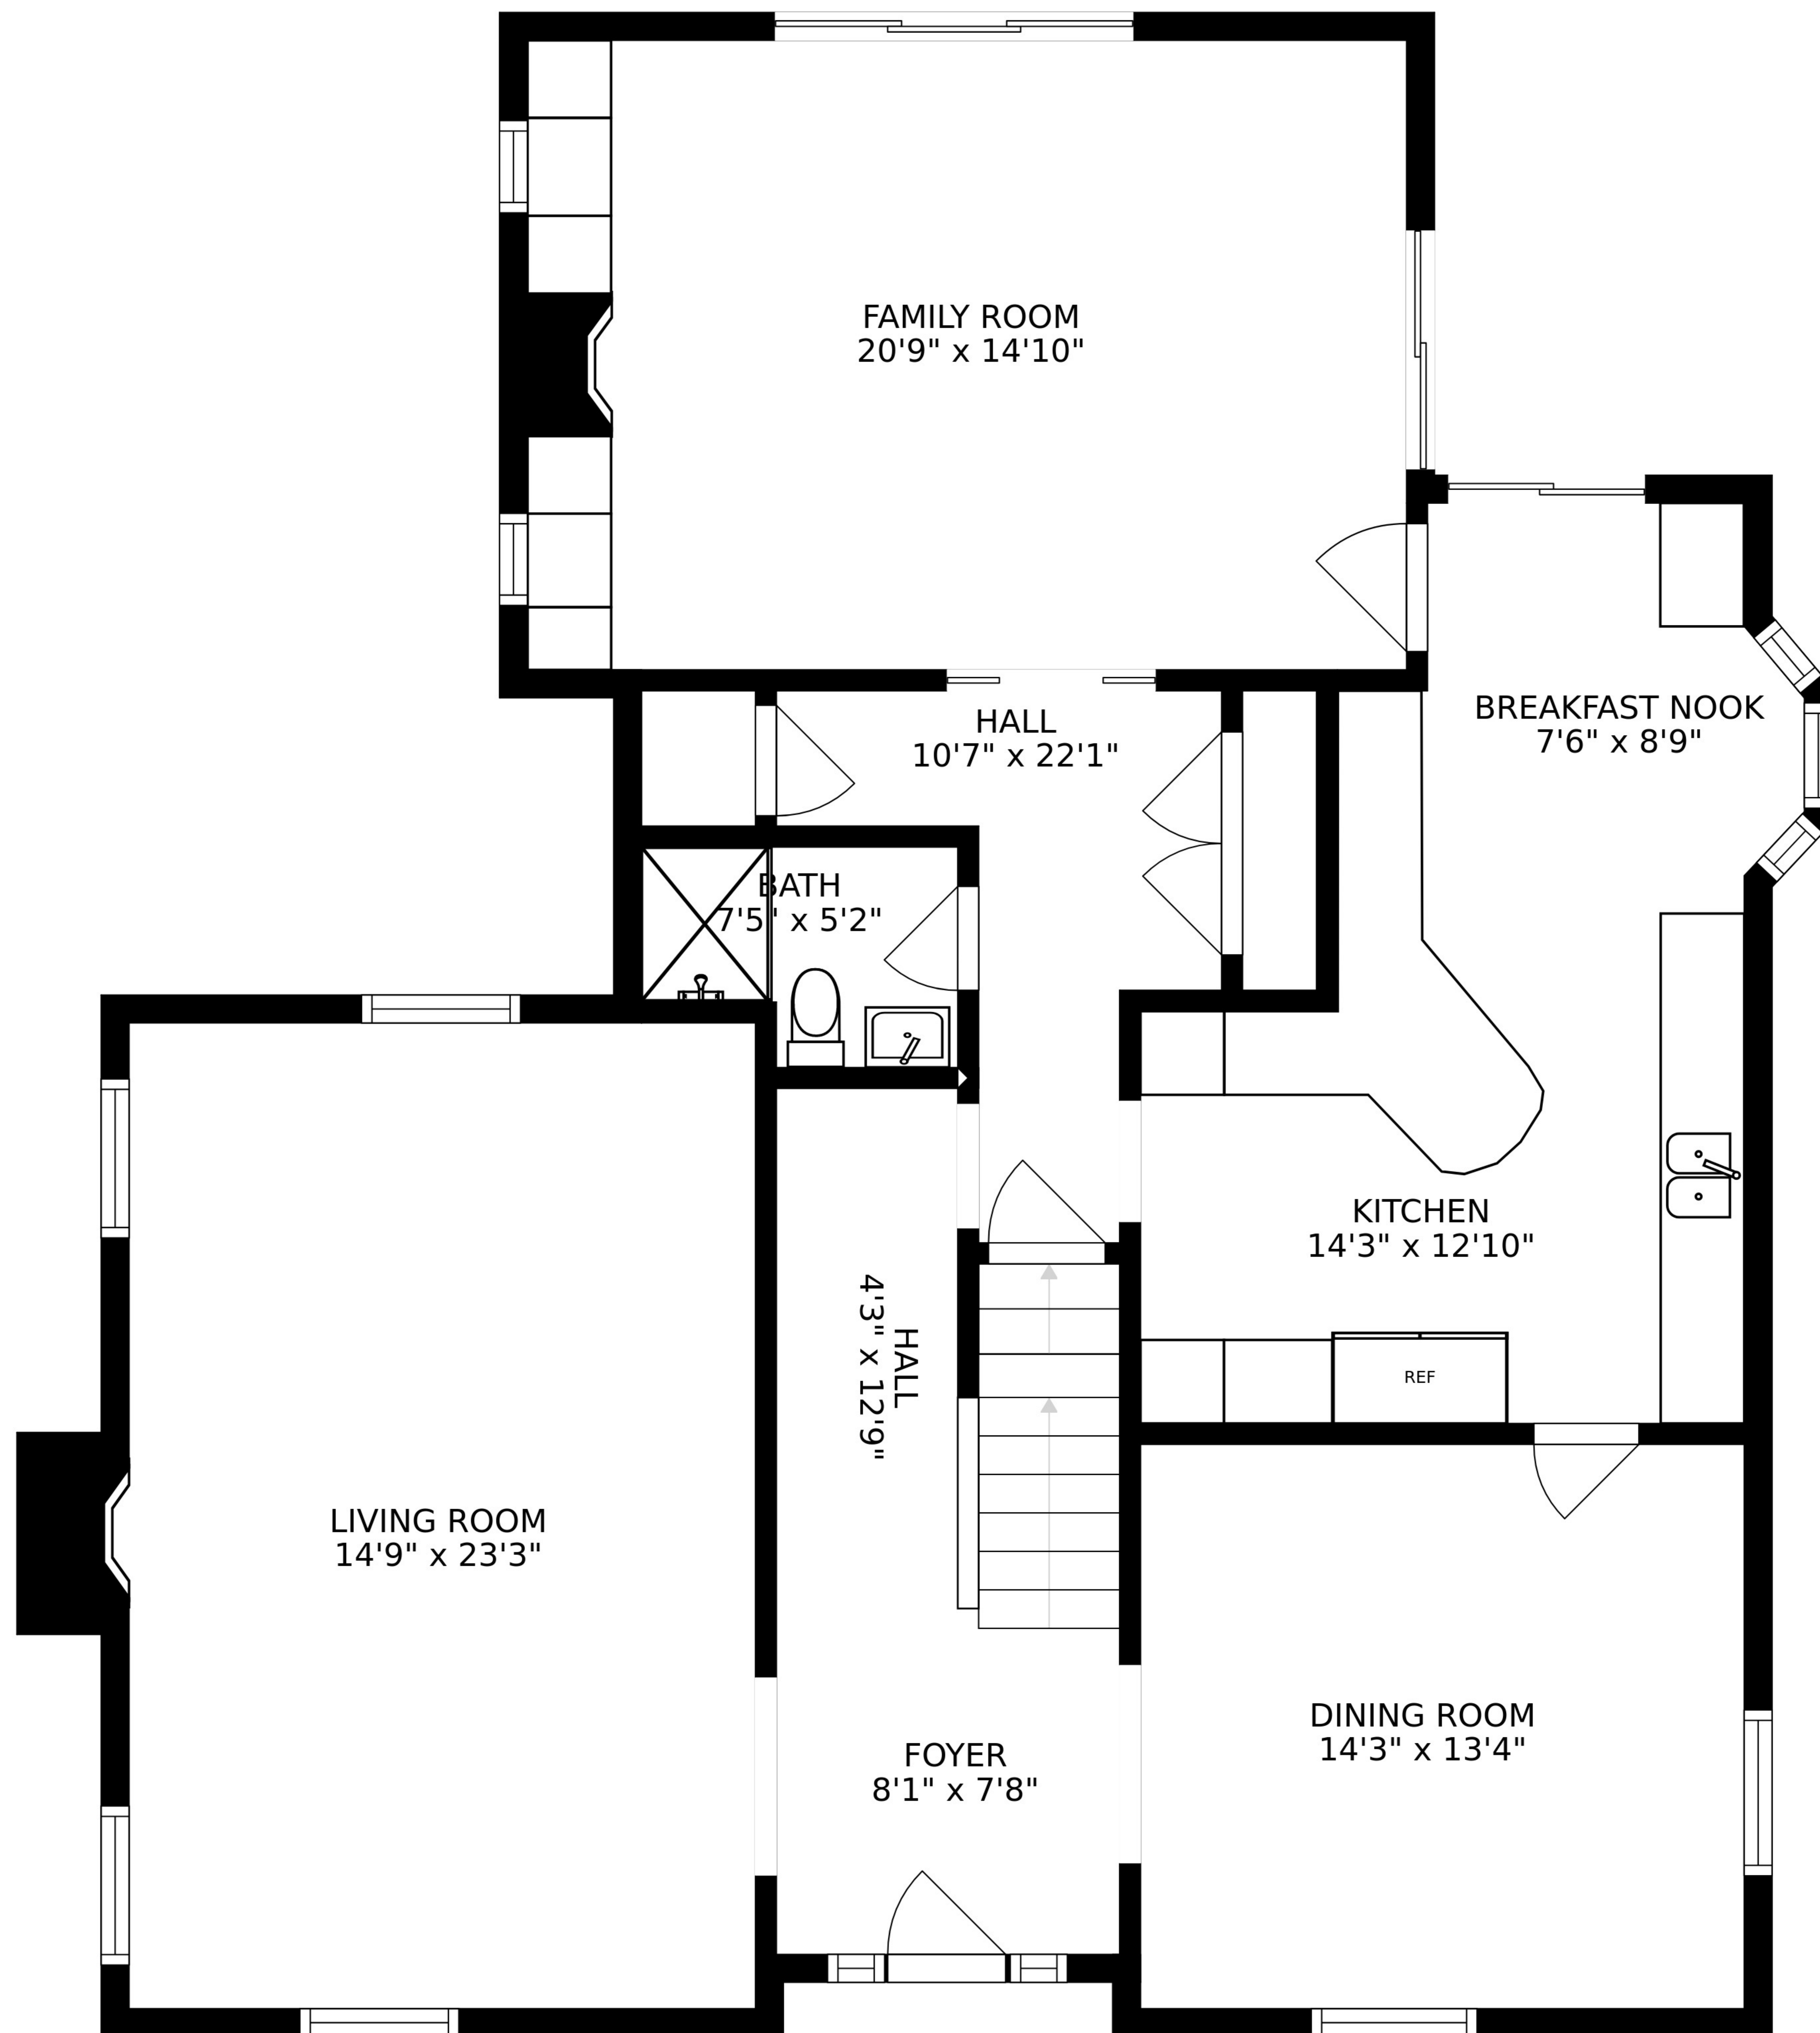 FAMILY ROOM
20'9" x 14'10"
BREAKFAST NOOK
7'6" x 8'9"
HALL
10'7" x 22'1"
BATH
7'5" x 5'2"
KITCHEN
14'3" x 12'10"
HALL
4'3" x 12'9"
REF
LIVING ROOM
14'9" x 23'3"
DINING ROOM
14'3" x 13'4"
FOYER
8'1" x 7'8"